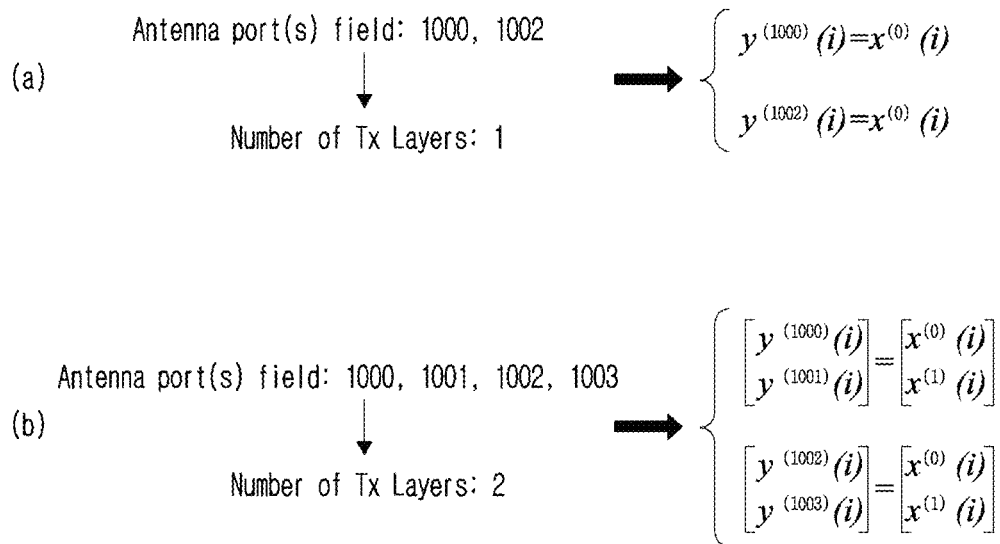 (a)
Antenna port(s) field: 1000, 1002
Number of Tx Layers: 1
y^(1000) (i)=x^(0) (i)
y^(1002) (i)=x^(0) (i)
(b)
Antenna port(s) field: 1000, 1001, 1002, 1003
Number of Tx Layers: 2
[y^(1000) (i)] = [x^(0) (i)]
[y^(1001) (i)] [x^(1) (i)]
[y^(1002) (i)] = [x^(0) (i)]
[y^(1003) (i)] [x^(1) (i)]